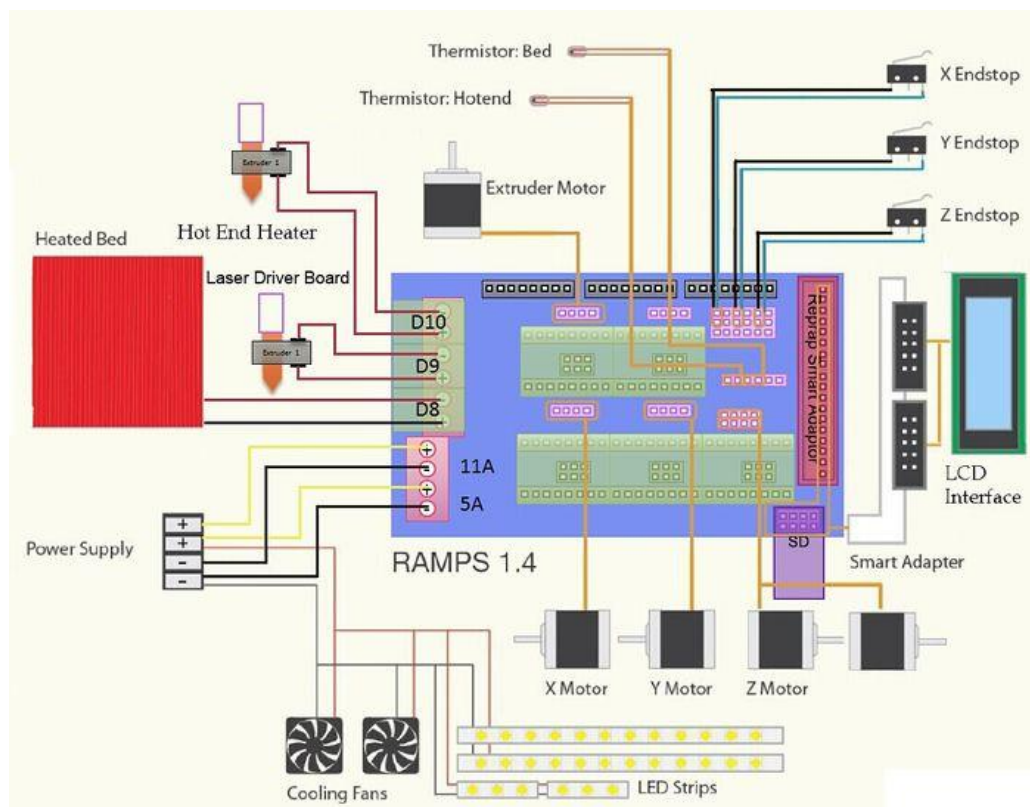 Thermistor: Bed
Thermistor: Hotend
X Endstop
Y Endstop
Z Endstop
Extruder 1
Extruder Motor
Hot End Heater
Heated Bed
Laser Driver Board
Extruder 1
D10
D9
D8
+
-
+
-
11A
5A
Reprap Smart Adaptor
LCD
Interface
Power Supply
+
+
-
-
RAMPS 1.4
SD
Smart Adapter
X Motor
Y Motor
Z Motor
Cooling Fans
LED Strips